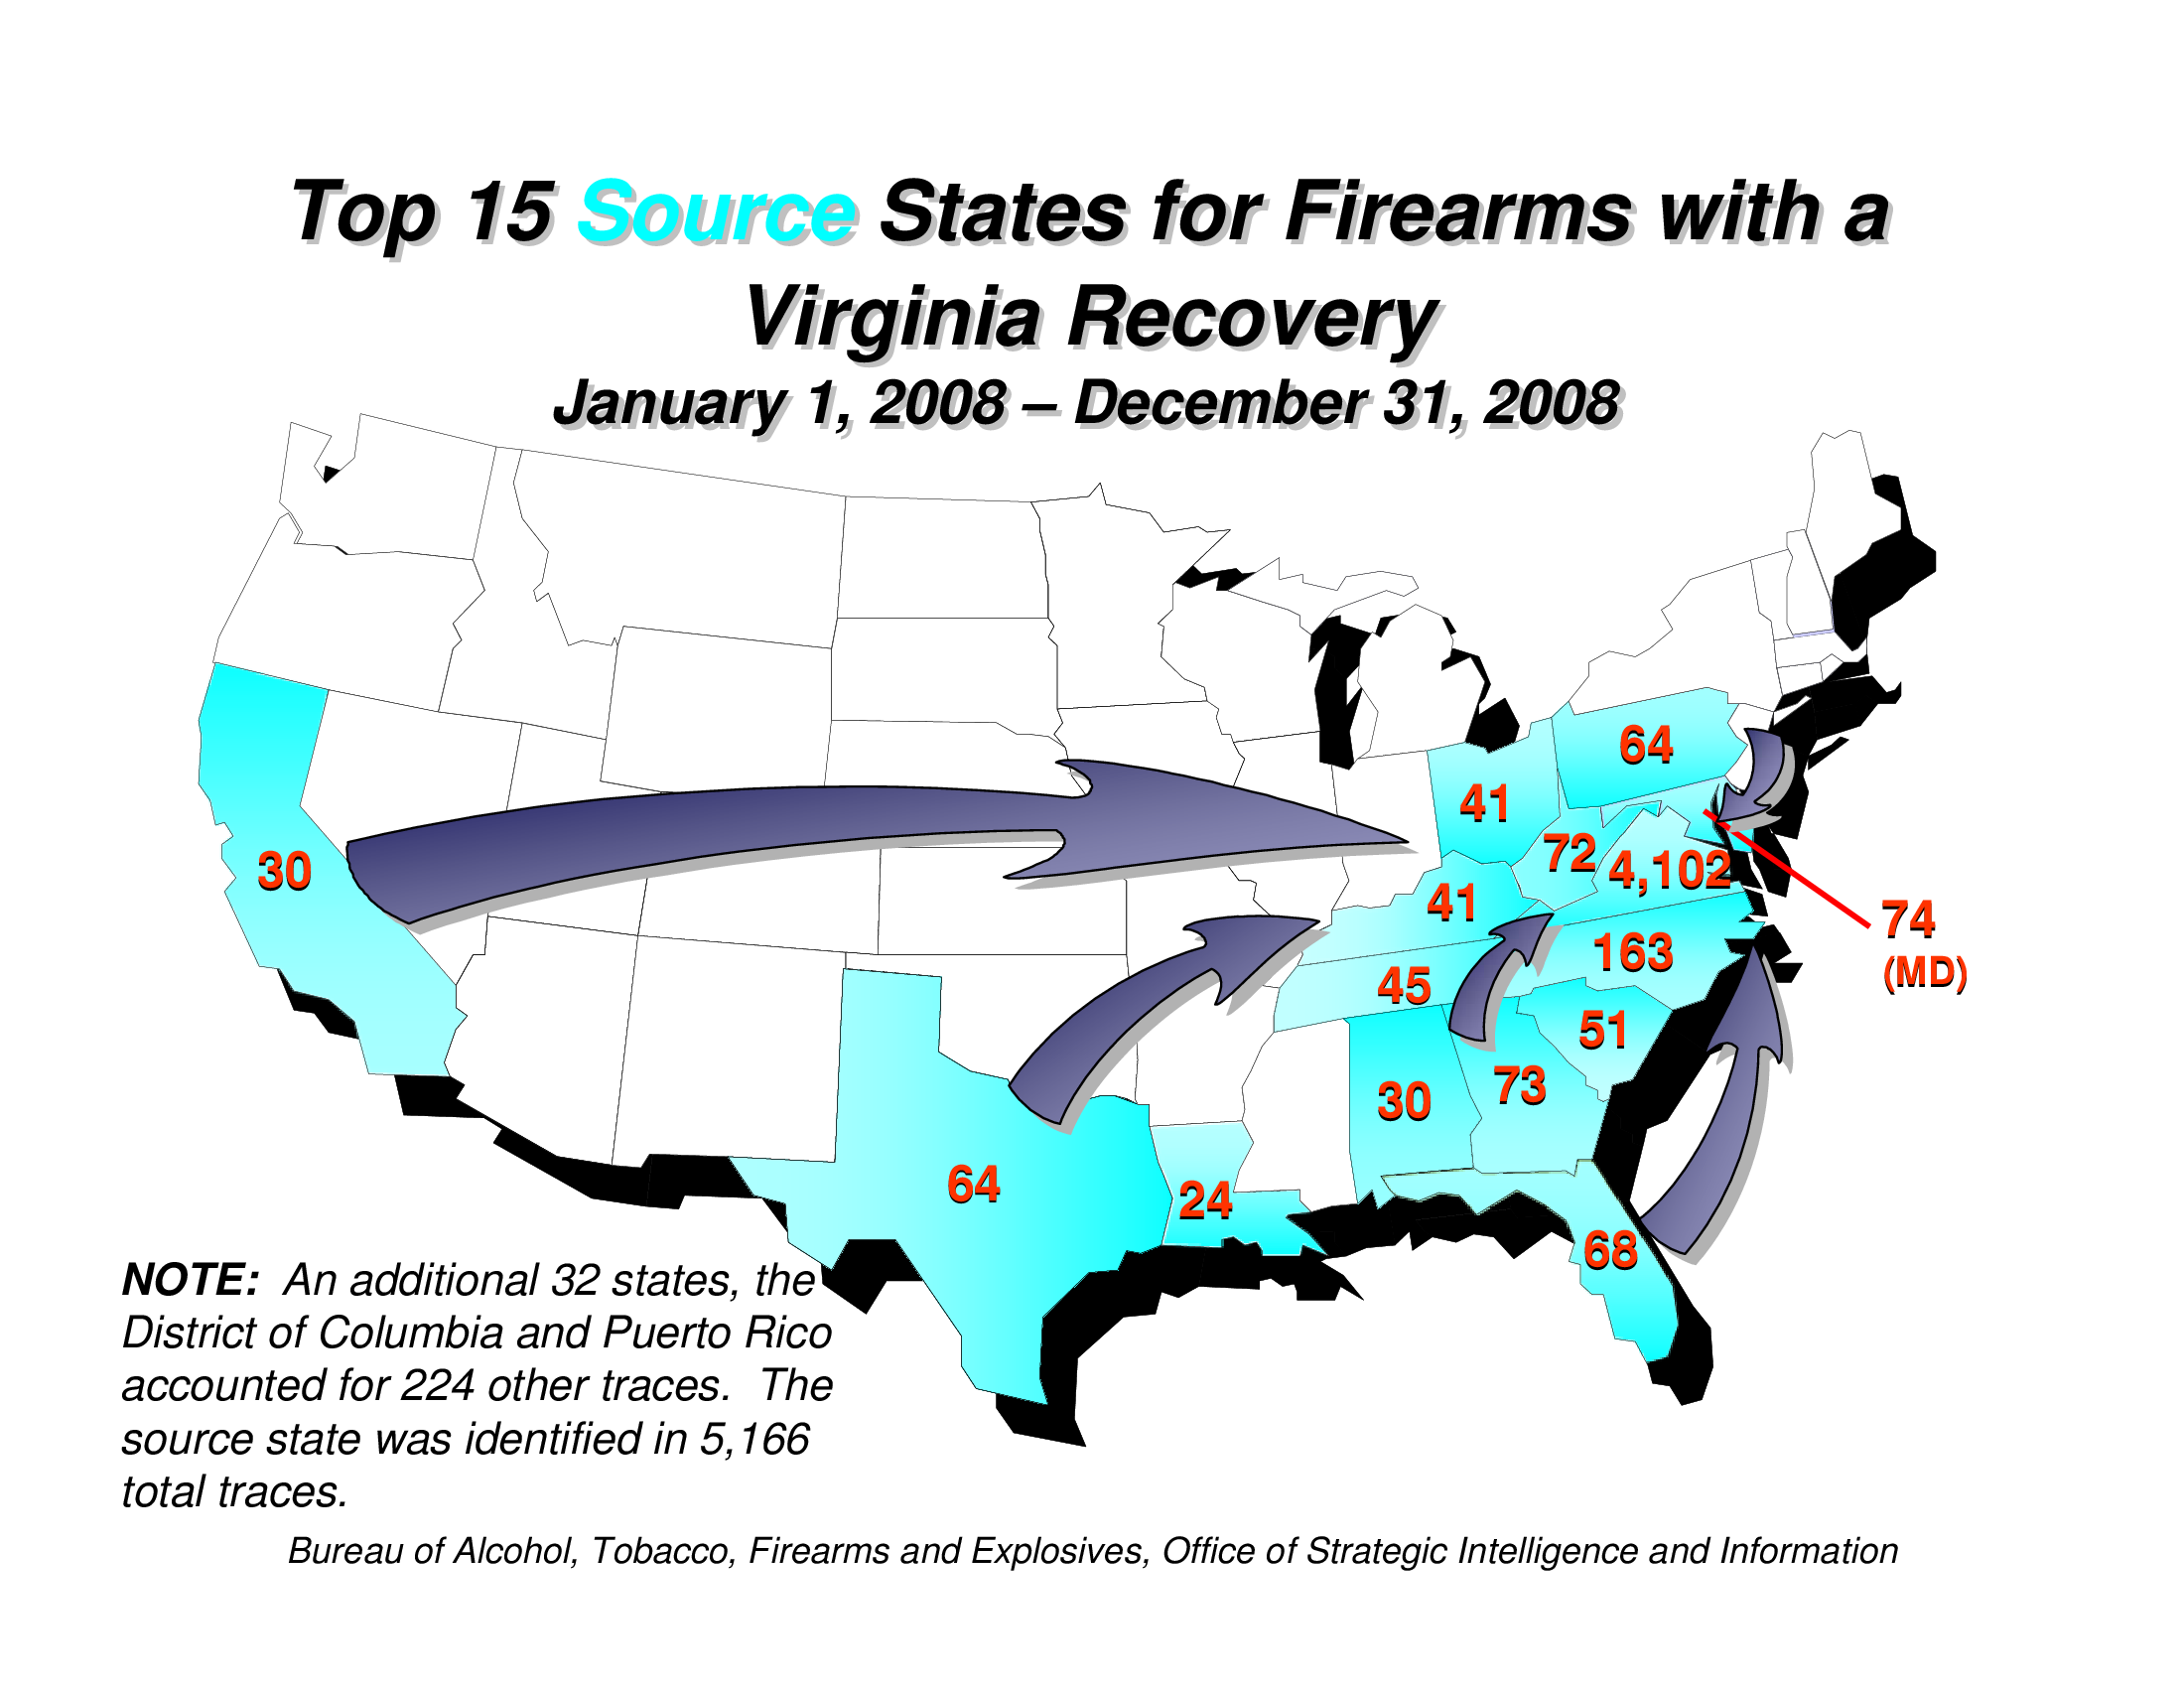 Top 15 Source States for Firearms with a
Virginia Recovery
January 1, 2008 – December 31, 2008
64
41
30
72
4,102
41
74
(MD)
163
45
51
73
30
64
24
68
NOTE: An additional 32 states, the
District of Columbia and Puerto Rico
accounted for 224 other traces. The
source state was identified in 5,166
total traces.
Bureau of Alcohol, Tobacco, Firearms and Explosives, Office of Strategic Intelligence and Information